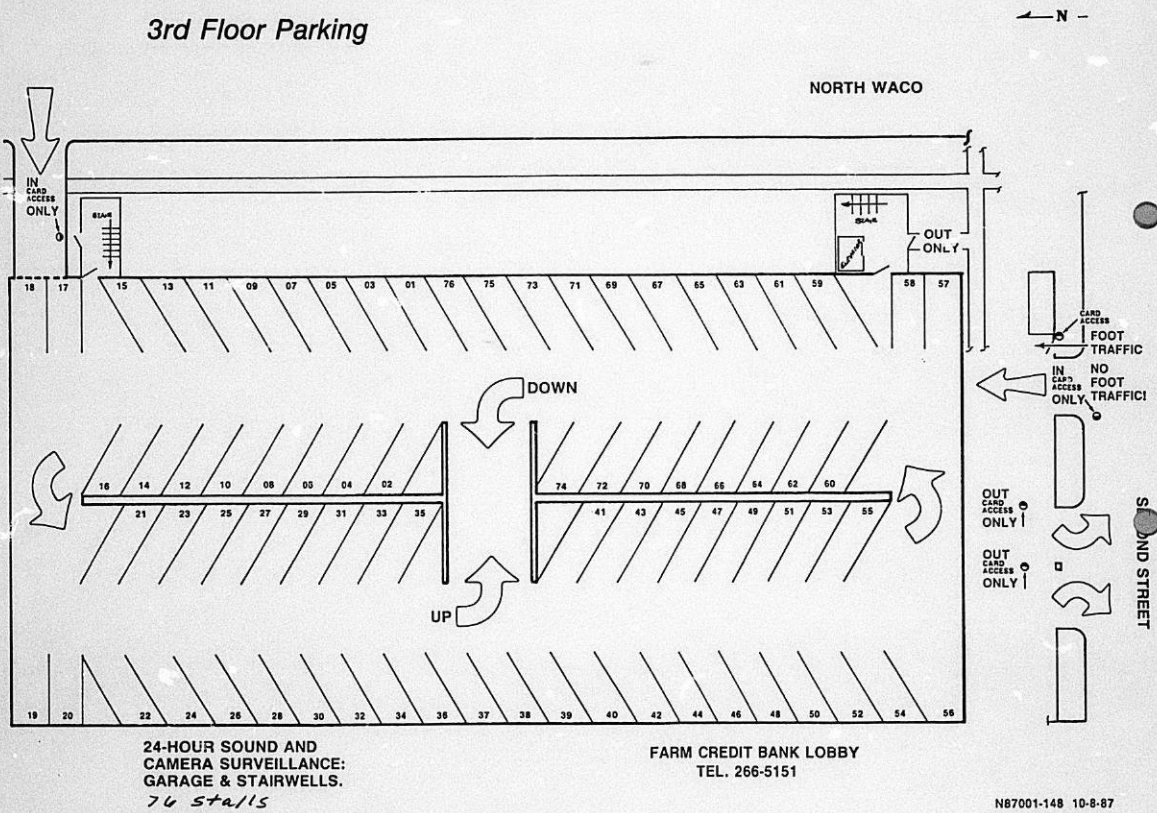 3rd Floor Parking
N
NORTH WACO
IN
CARD
ACCESS
ONLY
OUT
ONLY
18 17 15 13 11 09 07 05 03 01 76 75 73 71 69 67 65 63 61 59 58 57
CARD
ACCESS
FOOT
TRAFFIC
IN
CARD
ACCESS
ONLY
NO
FOOT
TRAFFIC!
DOWN
16 14 12 10 08 06 04 02 74 72 70 68 66 64 62 60
21 23 25 27 29 31 33 35 41 43 45 47 49 51 53 55
OUT
CARD
ACCESS
ONLY
OUT
CARD
ACCESS
ONLY
STREET
UP
19 20 22 24 26 28 30 32 34 36 37 38 39 40 42 44 46 48 50 52 54 56
24-HOUR SOUND AND
CAMERA SURVEILLANCE:
GARAGE & STAIRWELLS.
76 stalls
FARM CREDIT BANK LOBBY
TEL. 266-5151
N87001-148 10-8-87